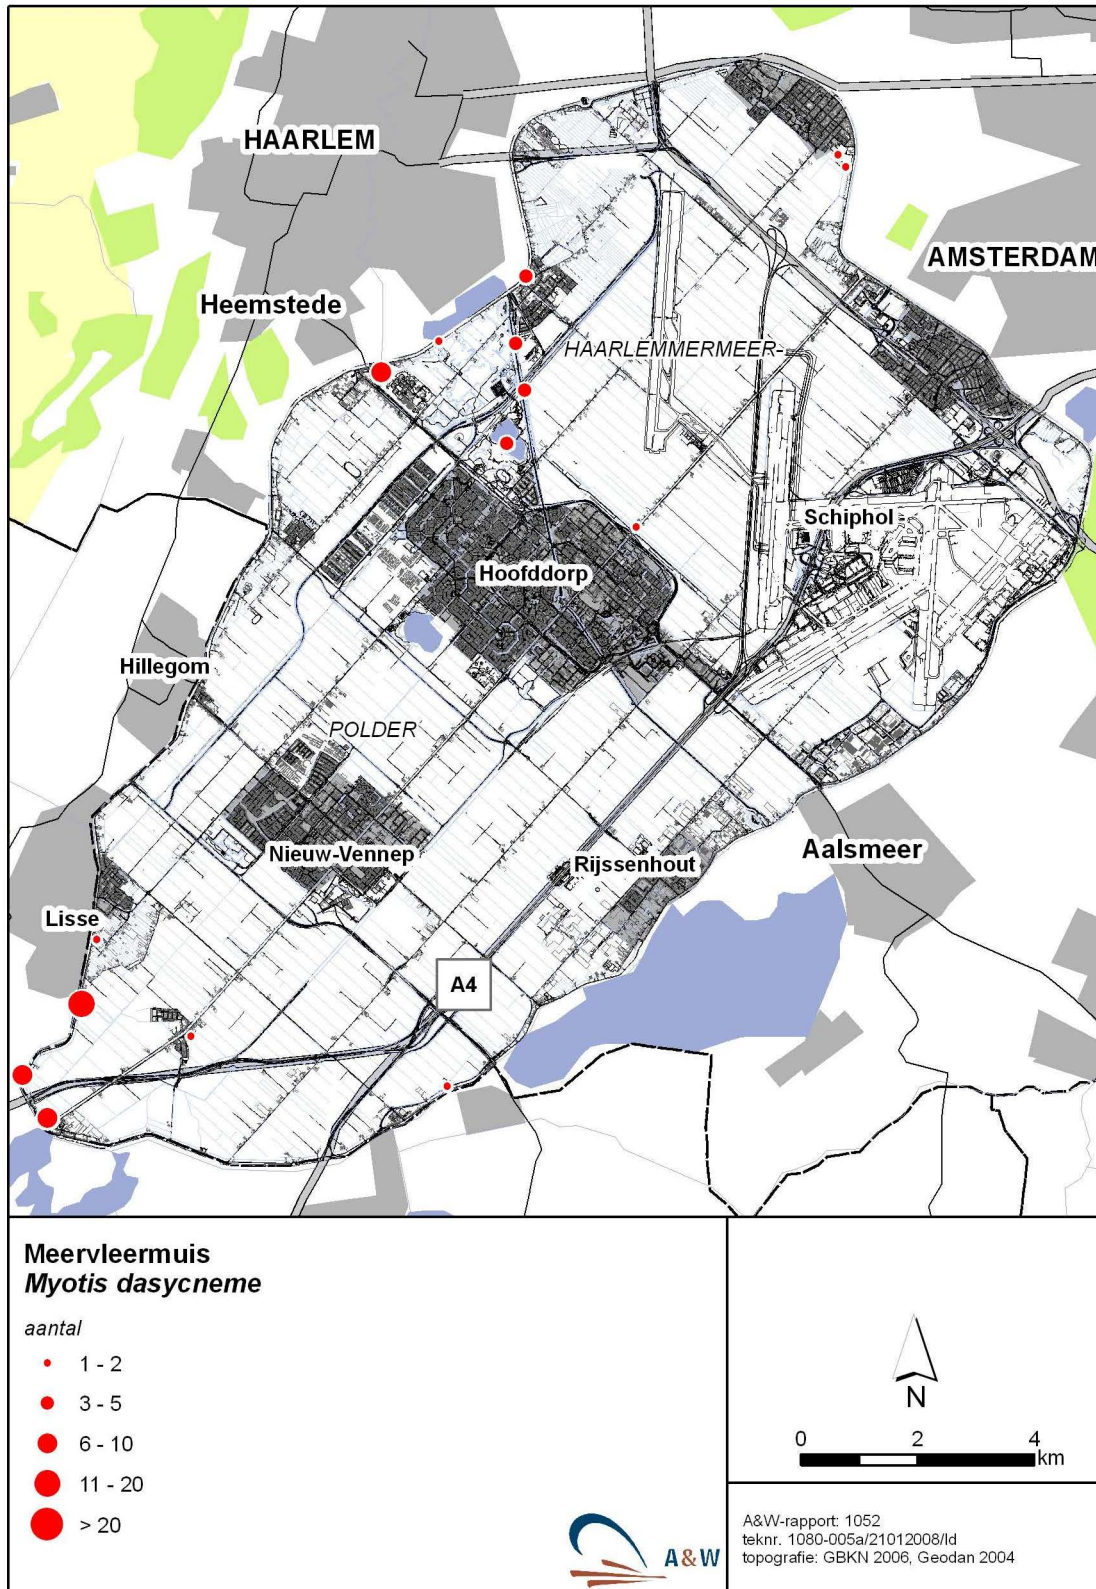 HAARLEM
AMSTERDAM
Heemstede
HAARLEMMERMEER-
Schiphol
Hoofddorp
Hillegom
POLDER
Nieuw-Vennep
Rijssenhout
Aalsmeer
Lisse
A4
Meervleermuis
Myotis dasycneme
aantal
1 - 2
3 - 5
6 - 10
11 - 20
> 20
A&W
N
0 2 4
km
A&W-rapport: 1052
teknr. 1080-005a/21012008/ld
topografie: GBKN 2006, Geodan 2004